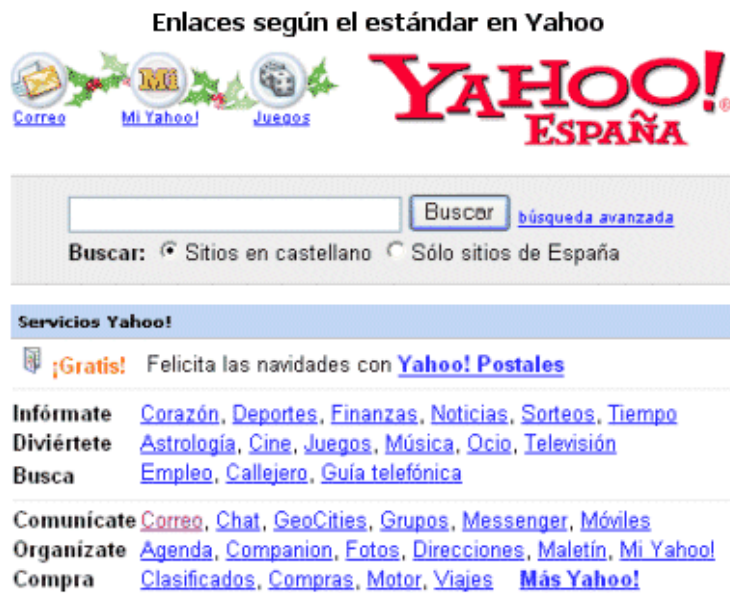 Enlaces según el estándar en Yahoo
Mi
Correo Mi Yahoo! Juegos
YAHOO! ®
ESPAÑA
Buscar búsqueda avanzada
Buscar: Sitios en castellano Sólo sitios de España
Servicios Yahoo!
¡Gratis! Felicita las navidades con Yahoo! Postales
Infórmate Corazón, Deportes, Finanzas, Noticias, Sorteos, Tiempo
Diviértete Astrología, Cine, Juegos, Música, Ocio, Televisión
Busca Empleo, Callejero, Guía telefónica
Comunícate Correo, Chat, GeoCities, Grupos, Messenger, Móviles
Organízate Agenda, Companion, Fotos, Direcciones, Maletín, Mi Yahoo!
Compra Clasificados, Compras, Motor, Viajes Más Yahoo!